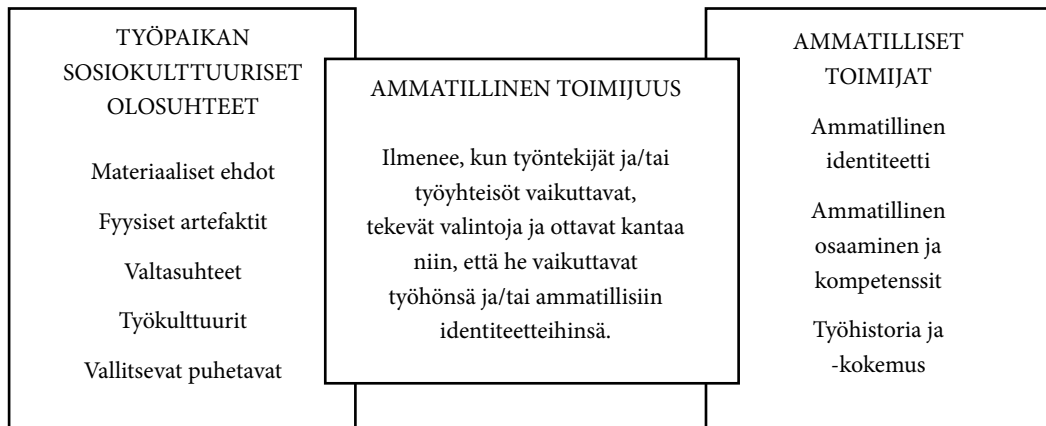 TYÖPAIKAN
SOSIOKULTTUURISET
OLOSUHTEET
Materiaaliset ehdot
Fyysiset artefaktit
Valtasuhteet
Työkulttuurit
Vallitsevat puhetavat
AMMATILLINEN TOIMIJUUS
Ilmenee, kun työntekijät ja/tai
työyhteisöt vaikuttavat,
tekevät valintoja ja ottavat kantaa
niin, että he vaikuttavat
työhönsä ja/tai ammatillisiin
identiteetteihinsä.
AMMATILLISET
TOIMIJAT
Ammatillinen
identiteetti
Ammatillinen
osaaminen ja
kompetenssit
Työhistoria ja
-kokemus